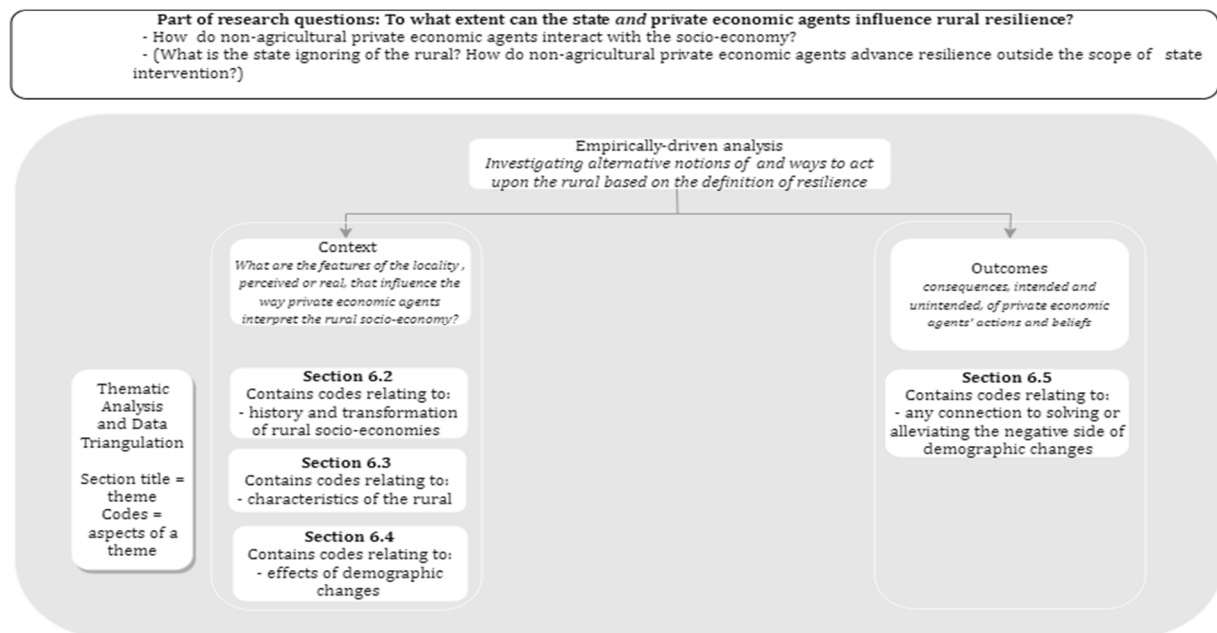 Part of research questions: To what extent can the state and private economic agents influence rural resilience?
- How do non-agricultural private economic agents interact with the socio-economy?
- (What is the state ignoring of the rural? How do non-agricultural private economic agents advance resilience outside the scope of state
intervention?)
Empirically-driven analysis
Investigating alternative notions of and ways to act
upon the rural based on the definition of resilience
Context
What are the features of the locality,
perceived or real, that influence the
way private economic agents
interpret the rural socio-economy?
Outcomes
consequences, intended and
unintended, of private economic
agents' actions and beliefs
Thematic
Analysis
and Data
Triangulation
Section title =
theme
Codes =
aspects of a
theme
Section 6.2
Contains codes relating to:
- history and transformation
of rural socio-economies
Section 6.3
Contains codes relating to:
- characteristics of the rural
Section 6.4
Contains codes relating to:
- effects of demographic
changes
Section 6.5
Contains codes relating to:
- any connection to solving or
alleviating the negative side of
demographic changes